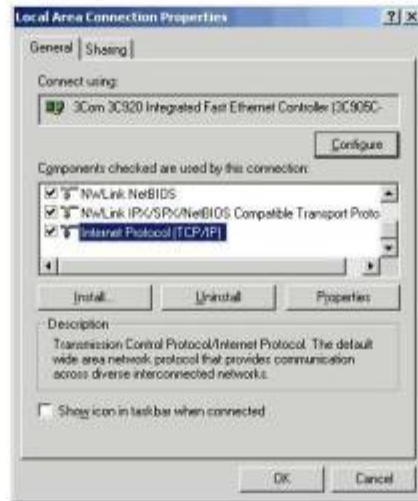 Local Area Connection Properties
General Sharing
Connect using:
3Com 3C920 Integrated Fast Ethernet Controller (3C905C-
Configure
Components checked are used by this connection:
NWLink NetBIOS
NWLink IPX/SPX/NetBIOS Compatible Transport Proto
Internet Protocol (TCP/IP)
Install... Uninstall Properties
Description
Transmission Control Protocol/Internet Protocol. The default
wide area network protocol that provides communication
across diverse interconnected networks.
Show icon in taskbar when connected
OK Cancel